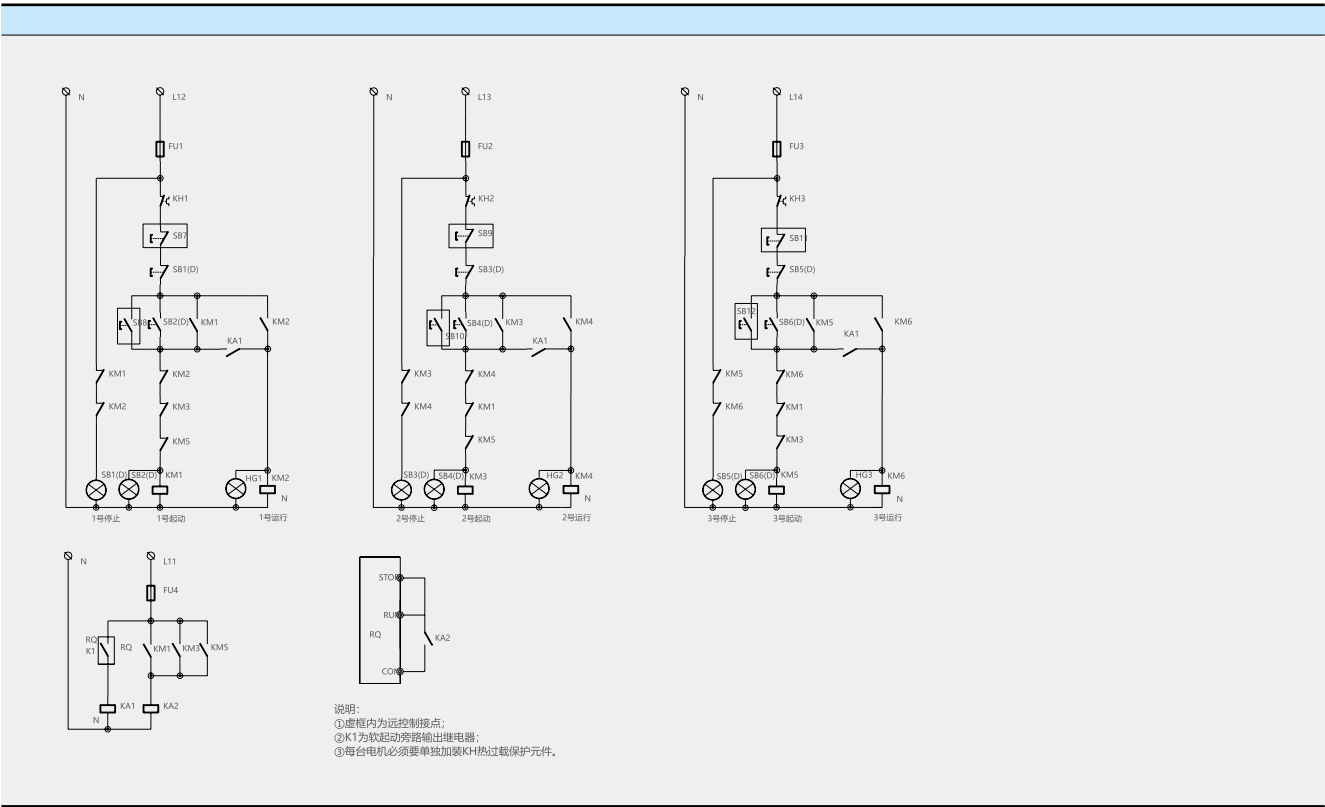 N
L12
FU1
KH1
SB7
SB1(D)
SB8
SB2(D)
KM1
KM2
KA1
KM1
KM2
KM2
KM3
KM5
SB1(D)
SB2(D)
KM1
HG1
KM2
N
1号停止
1号起动
1号运行
N
L13
FU2
KH2
SB9
SB3(D)
SB4(D)
KM3
KM4
SB10
KA1
KM3
KM4
KM4
KM1
KM5
SB3(D)
SB4(D)
KM3
HG2
KM4
N
2号停止
2号起动
2号运行
N
L14
FU3
KH3
SB11
SB5(D)
SB12
SB6(D)
KM5
KM6
KA1
KM5
KM6
KM6
KM1
KM3
SB5(D)
SB6(D)
KM5
HG3
KM6
N
3号停止
3号起动
3号运行
N
L11
FU4
RQ
K1
RQ
KM1
KM3
KM5
KA1
KA2
N
STOP
RUN
RQ
KA2
COM
说明：
①虚框内为远控制接点；
②K1为软起动旁路输出继电器；
③每台电机必须要单独加装KH热过载保护元件。